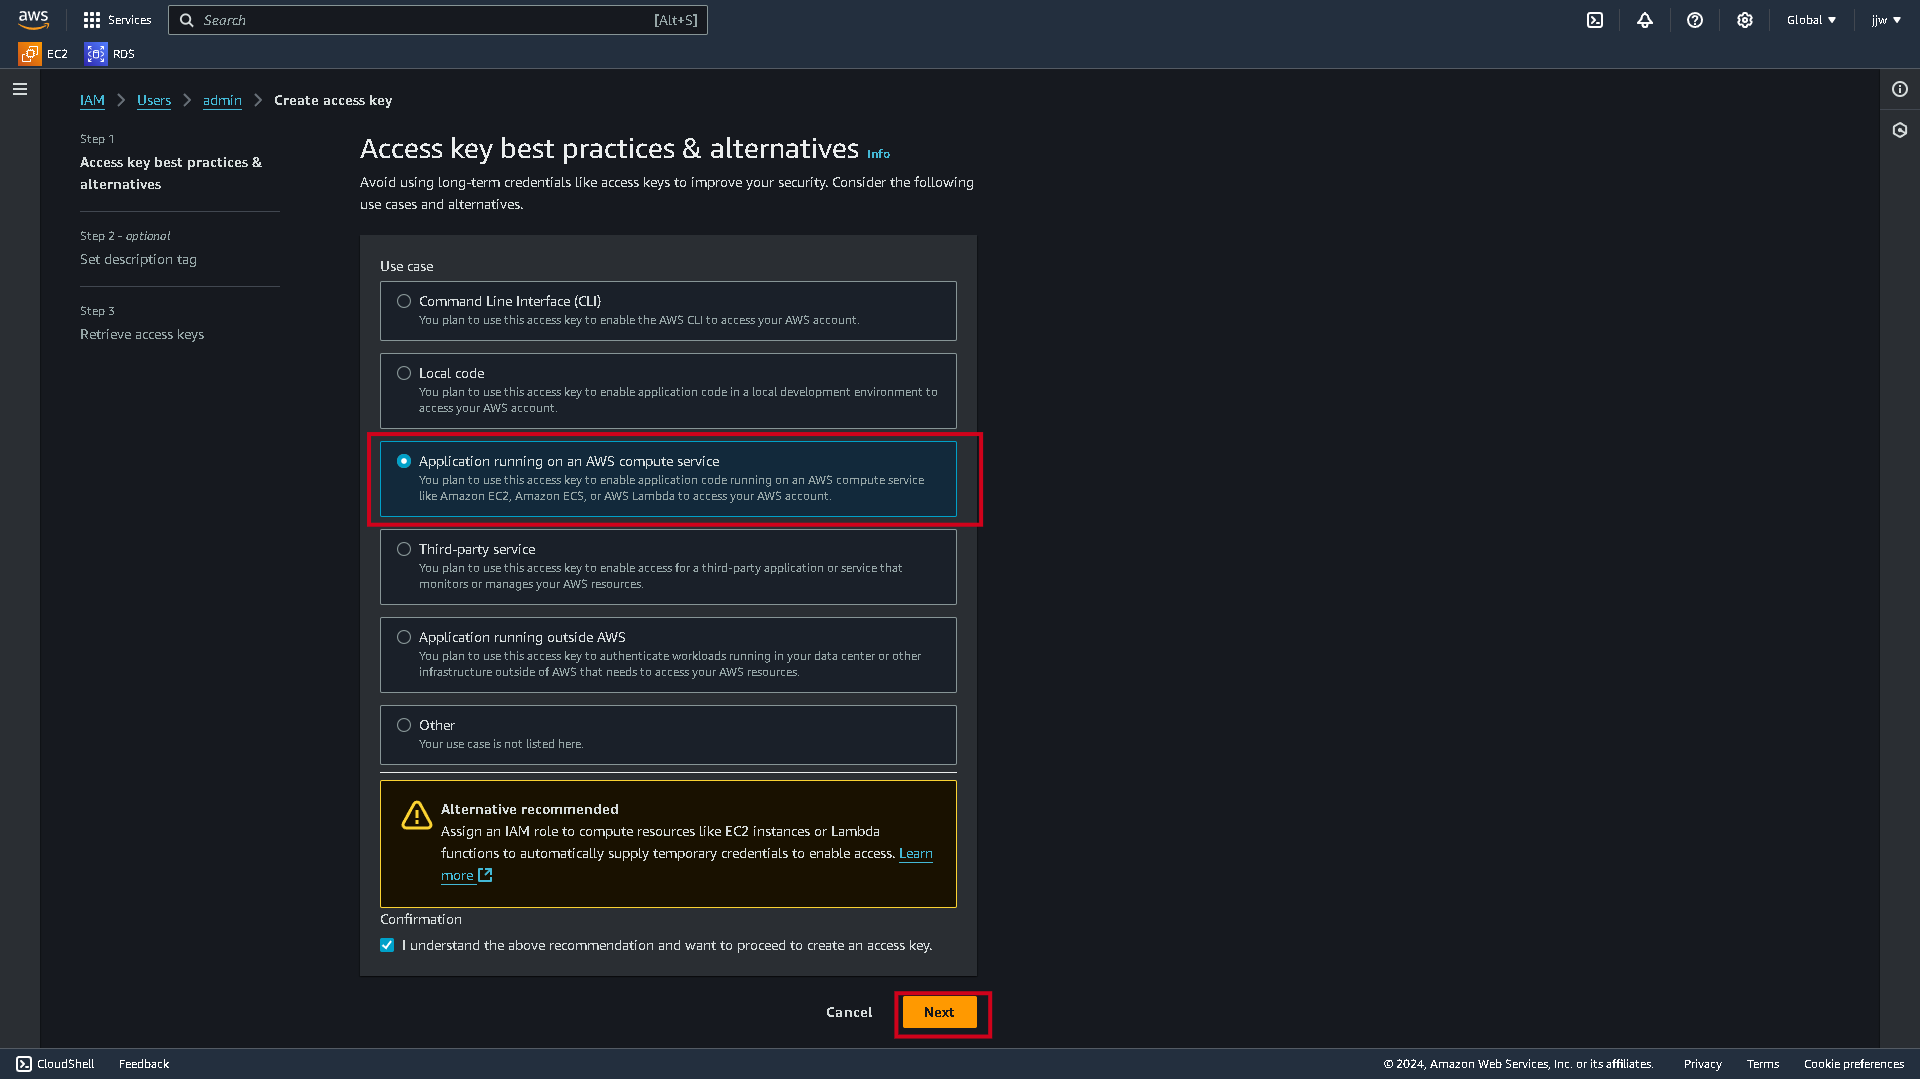 aws
Services
Search
[Alt+S]
Global
jjw
EC2
RDS
IAM
Users
admin
Create access key
Step 1
Access key best practices &
alternatives
Step 2 - optional
Set description tag
Step 3
Retrieve access keys
Access key best practices & alternatives Info
Avoid using long-term credentials like access keys to improve your security. Consider the following
use cases and alternatives.
Use case
Command Line Interface (CLI)
You plan to use this access key to enable the AWS CLI to access your AWS account.
Local code
You plan to use this access key to enable application code in a local development environment to
access your AWS account.
Application running on an AWS compute service
You plan to use this access key to enable application code running on an AWS compute service
like Amazon EC2, Amazon ECS, or AWS Lambda to access your AWS account.
Third-party service
You plan to use this access key to enable access for a third-party application or service that
monitors or manages your AWS resources.
Application running outside AWS
You plan to use this access key to authenticate workloads running in your data center or other
infrastructure outside of AWS that needs to access your AWS resources.
Other
Your use case is not listed here.
Alternative recommended
Assign an IAM role to compute resources like EC2 instances or Lambda
functions to automatically supply temporary credentials to enable access. Learn
more
Confirmation
I understand the above recommendation and want to proceed to create an access key.
Cancel
Next
CloudShell
Feedback
© 2024, Amazon Web Services, Inc. or its affiliates.
Privacy
Terms
Cookie preferences